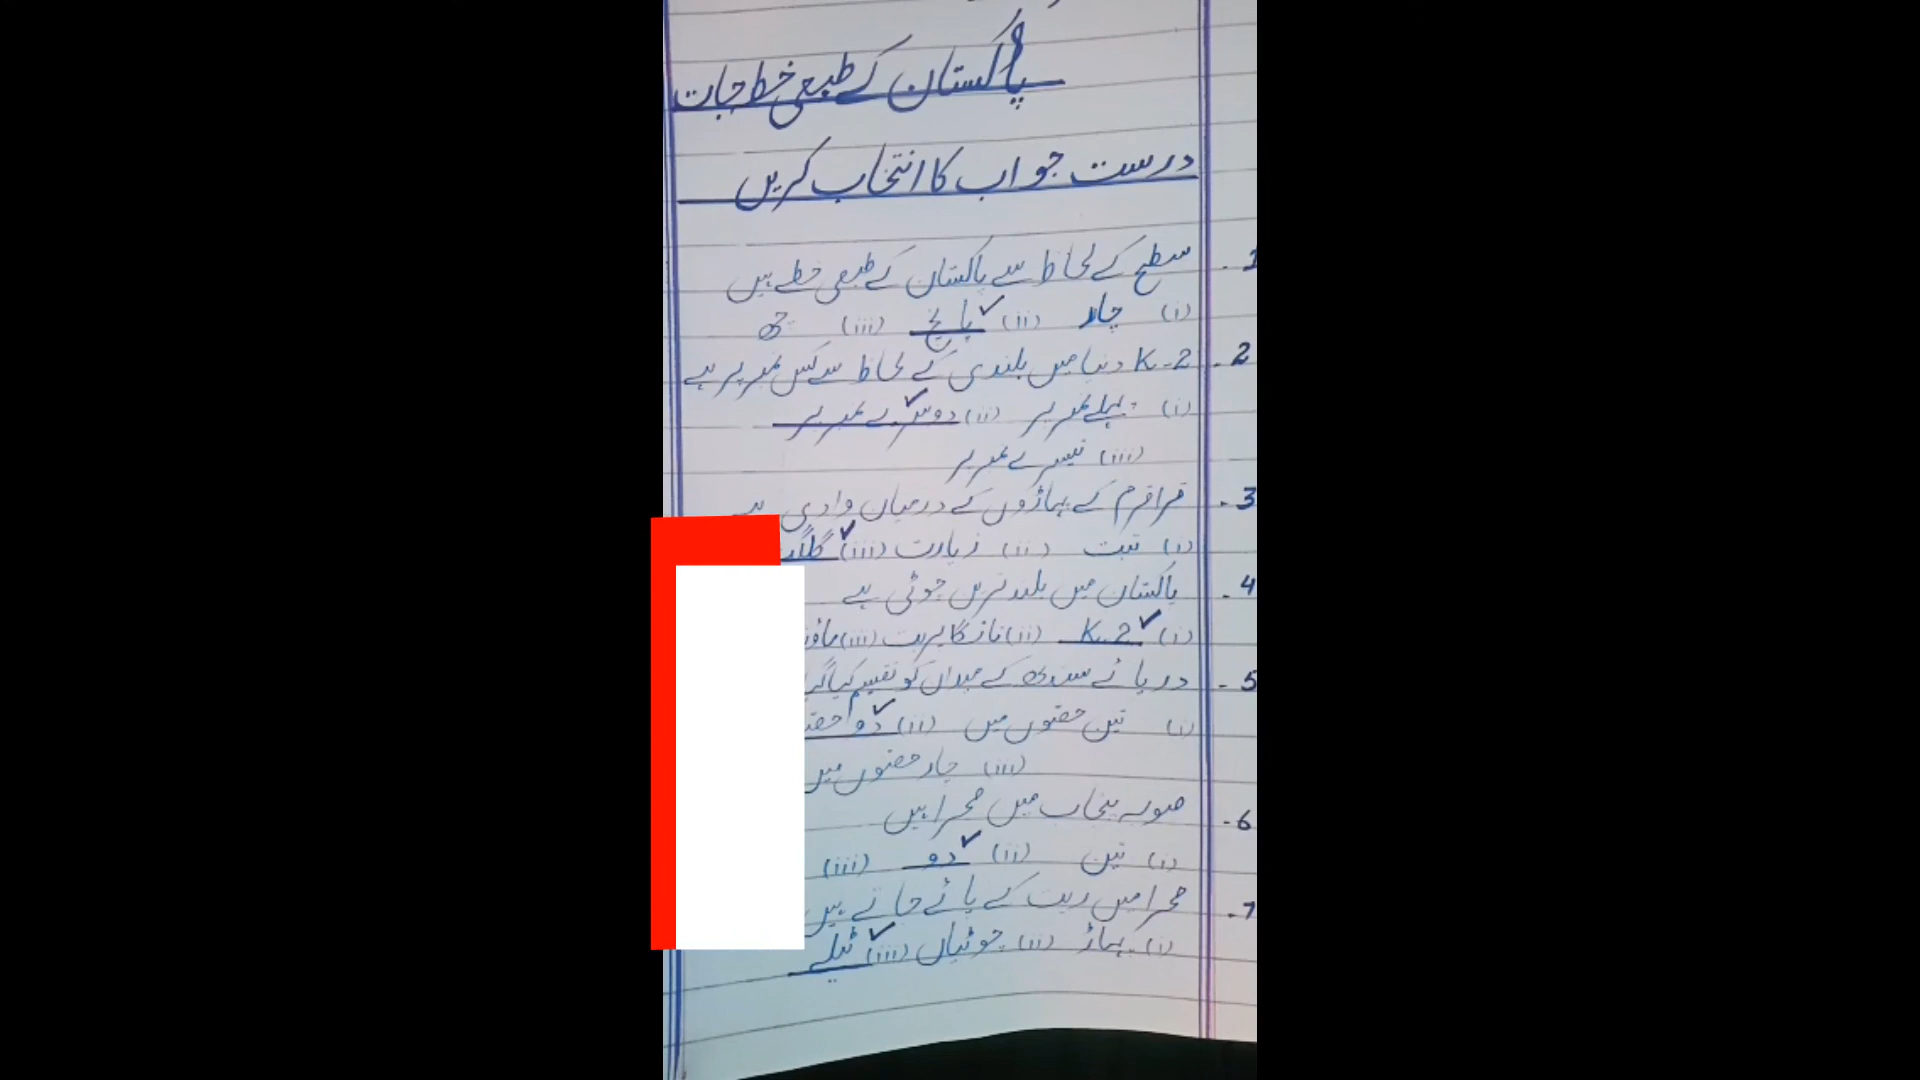 پاکستان کے طبعی خطہ جات
درست جواب کا انتخاب کریں
1۔ سطح کے لحاظ سے پاکستان کے طبعی خطے ہیں
(i) چار (ii) پانچ (iii) چھ
2۔ K-2 دنیا میں بلندی کے لحاظ سے کس نمبر پر ہے
(i) پہلے نمبر پر (ii) دوسرے نمبر پر
(iii) تیسرے نمبر پر
3۔ قراقرم کے پہاڑوں کے درمیان وادی ہے
(i) تبت (ii) زیارت (iii)
4۔ پاکستان میں بلند ترین چوٹی ہے
(i) K-2 (ii) نانگا پربت (iii)
5۔ دریائے سندھ کے میدان کو تقسیم کیا
(i) تین حصوں میں (ii) دو
(iii) چار حصوں میں
6۔ صوبہ پنجاب میں صحرا ہیں
(i) تین (ii) دو (iii)
7۔ صحرا میں ریت کے پائے جاتے ہیں
(i) پہاڑ (ii) چوٹیاں (iii) ٹیلے